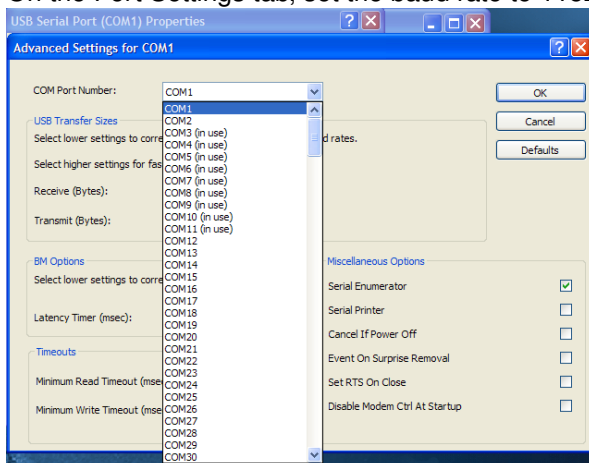 USB Serial Port (COM1) Properties
Advanced Settings for COM1
COM Port Number:
COM1
COM1
COM2
COM3 (in use)
COM4 (in use)
COM5 (in use)
COM6 (in use)
COM7 (in use)
COM8 (in use)
COM9 (in use)
COM10 (in use)
COM11 (in use)
COM12
COM13
COM14
COM15
COM16
COM17
COM18
COM19
COM20
COM21
COM22
COM23
COM24
COM25
COM26
COM27
COM28
COM29
COM30
OK
Cancel
Defaults
USB Transfer Sizes
Select lower settings to corre d rates.
Select higher settings for fas
Receive (Bytes):
Transmit (Bytes):
BM Options
Select lower settings to corre
Latency Timer (msec):
Timeouts
Minimum Read Timeout (mse
Minimum Write Timeout (mse
Miscellaneous Options
Serial Enumerator
Serial Printer
Cancel If Power Off
Event On Surprise Removal
Set RTS On Close
Disable Modem Ctrl At Startup